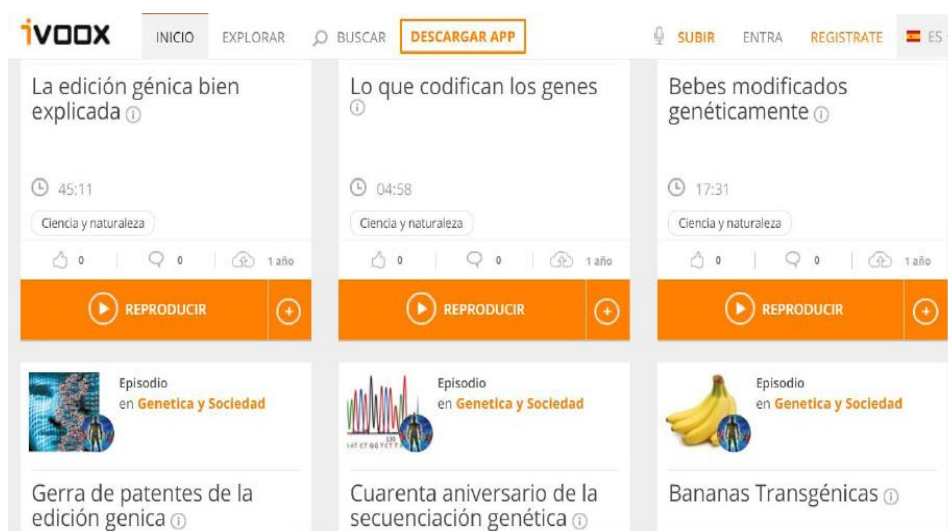 ivoox INICIO EXPLORAR BUSCAR DESCARGAR APP SUBIR ENTRA REGISTRATE ES
La edición génica bien
explicada
45:11
Ciencia y naturaleza
0 0 1 año
REPRODUCIR
Lo que codifican los genes
04:58
Ciencia y naturaleza
0 0 1 año
REPRODUCIR
Bebes modificados
genéticamente
17:31
Ciencia y naturaleza
0 0 1 año
REPRODUCIR
Episodio
en Genetica y Sociedad
Gerra de patentes de la
edición genica
Episodio
en Genetica y Sociedad
Cuarenta aniversario de la
secuenciación genética
Episodio
en Genetica y Sociedad
Bananas Transgénicas